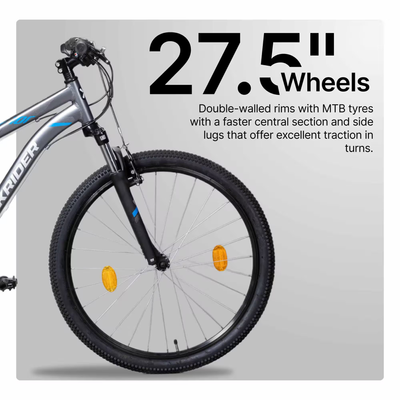 27.5"
Wheels
Double-walled rims with MTB tyres
with a faster central section and side
lugs that offer excellent traction in
turns.
KRIDER